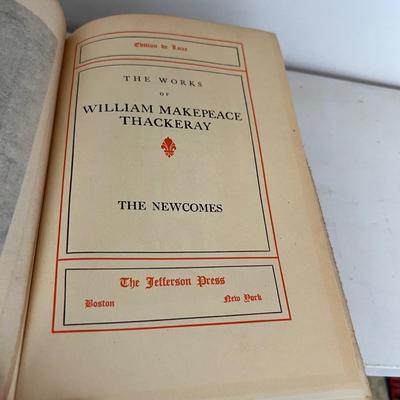 Edition de Luxe
THE WORKS
OF
WILLIAM MAKEPEACE
THACKERAY
THE NEWCOMES
The Jefferson Press
Boston New York